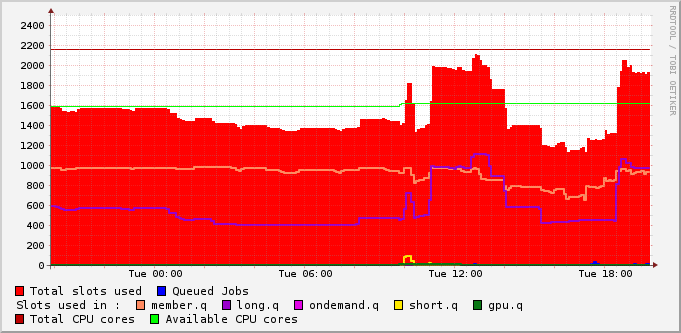 RRDTOOL / TOBI OETIKER
2400
2200
2000
1800
1600
1400
1200
1000
800
600
400
200
0
Tue 00:00 Tue 06:00 Tue 12:00 Tue 18:00
Total slots used Queued Jobs
Slots used in : member.q long.q ondemand.q short.q gpu.q
Total CPU cores Available CPU cores